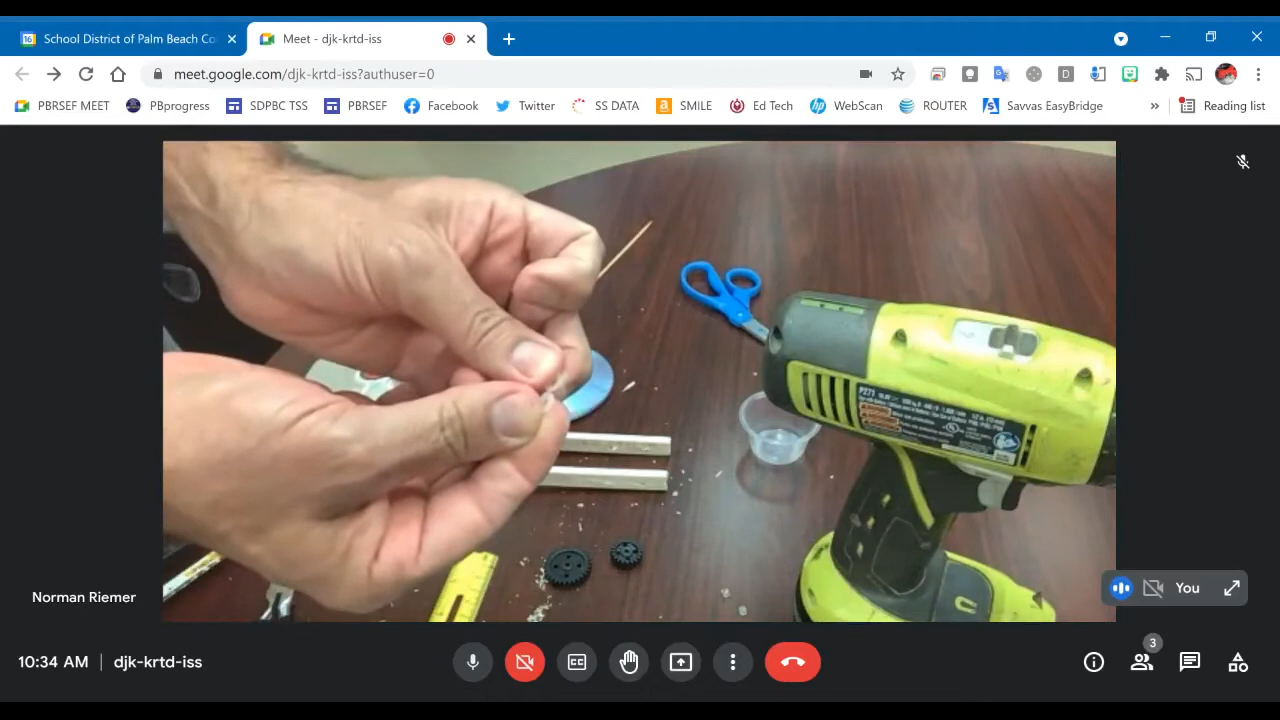 School District of Palm Beach Co
Meet - djk-krtd-iss
meet.google.com/djk-krtd-iss?authuser=0
PBRSEF MEET
PBprogress
SDPBC TSS
PBRSEF
Facebook
Twitter
SS DATA
SMILE
Ed Tech
WebScan
ROUTER
Savvas EasyBridge
»
Reading list
P271
Norman Riemer
You
10:34 AM | djk-krtd-iss
3